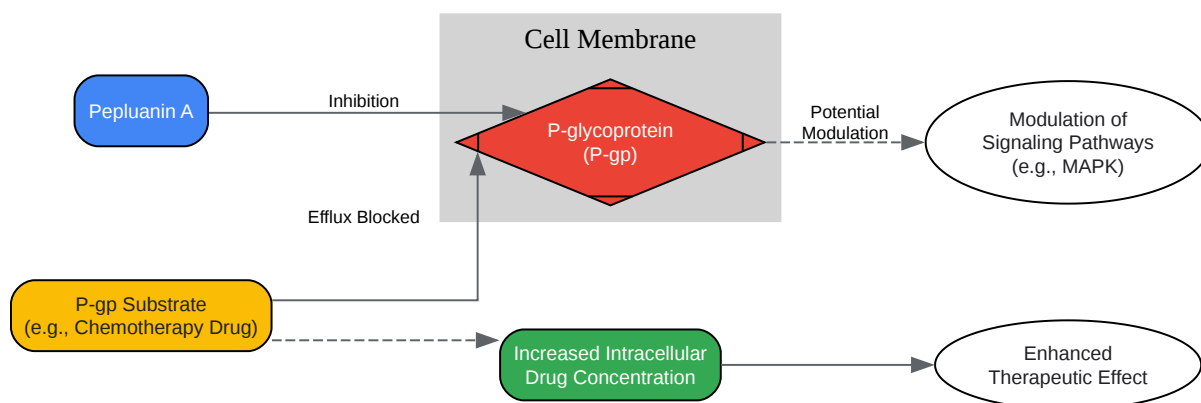 Cell Membrane
Pepluanin A
Inhibition
P-glycoprotein
(P-gp)
Potential
Modulation
Modulation of
Signaling Pathways
(e.g., MAPK)
Efflux Blocked
P-gp Substrate
(e.g., Chemotherapy Drug)
Increased Intracellular
Drug Concentration
Enhanced
Therapeutic Effect